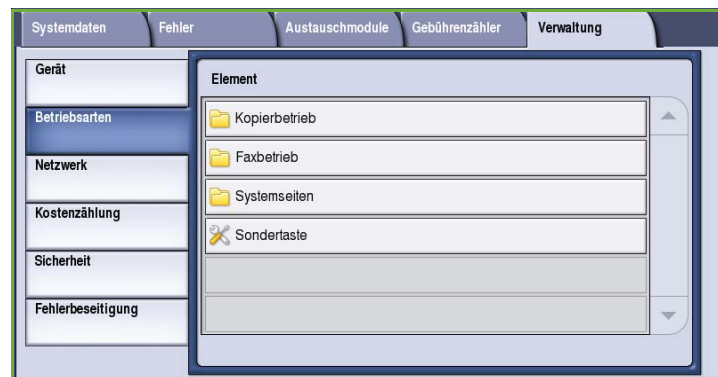 Systemdaten Fehler Austauschmodule Gebührenzähler Verwaltung
Gerät
Betriebsarten
Netzwerk
Kostenzählung
Sicherheit
Fehlerbeseitigung
Element
Kopierbetrieb
Faxbetrieb
Systemseiten
Sondertaste